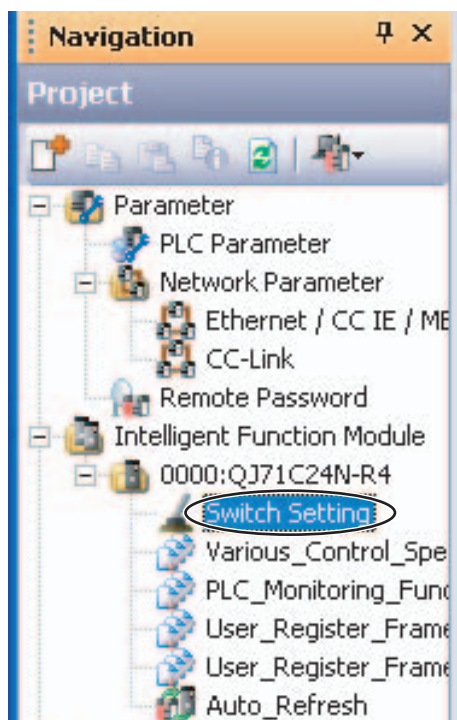 Navigation
Project
Parameter
PLC Parameter
Network Parameter
Ethernet / CC IE / ME
CC-Link
Remote Password
Intelligent Function Module
0000:QJ71C24N-R4
Switch Setting
Various_Control_Spe
PLC_Monitoring_Func
User_Register_Frame
User_Register_Frame
Auto_Refresh